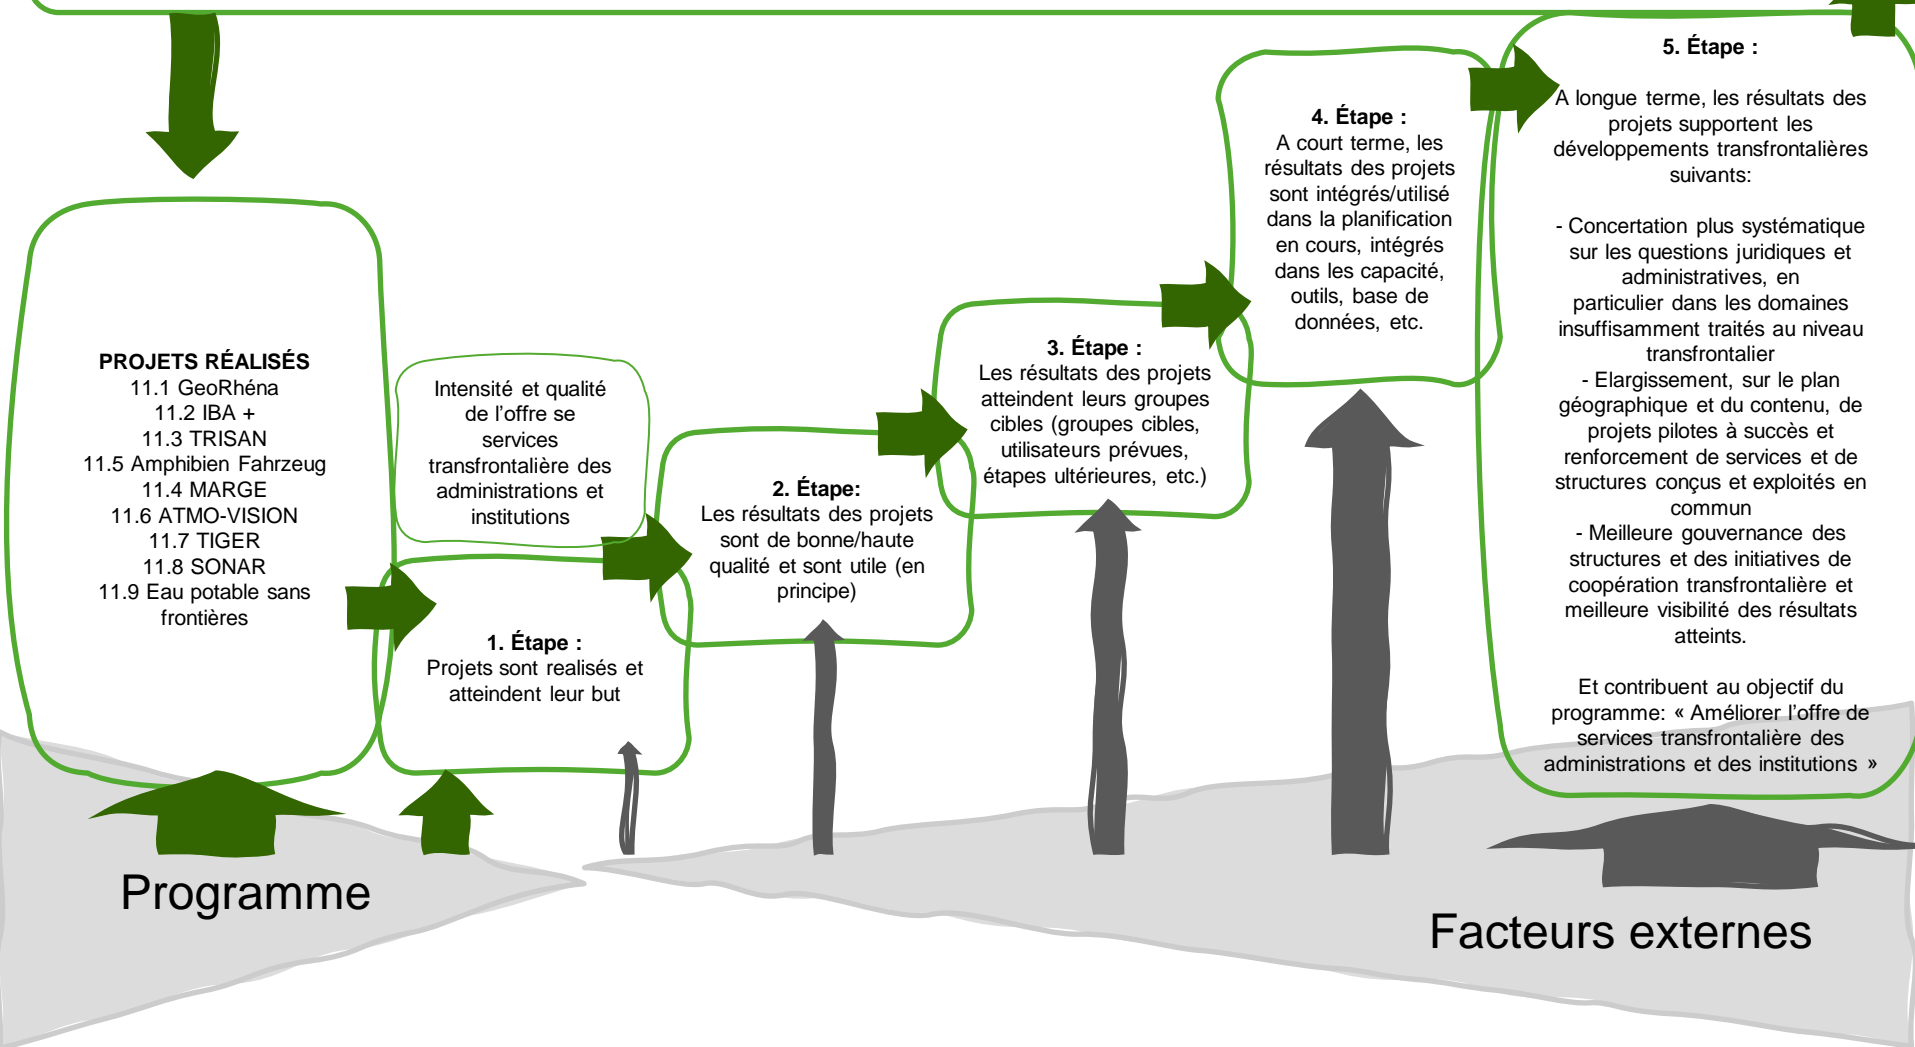 PROJETS RÉALISÉS
11.1 GeoRhéna
11.2 IBA +
11.3 TRISAN
11.5 Amphibien Fahrzeug
11.4 MARGE
11.6 ATMO-VISION
11.7 TIGER
11.8 SONAR
11.9 Eau potable sans
frontières
Intensité et qualité
de l'offre se
services
transfrontalière des
administrations et
institutions
1. Étape :
Projets sont realisés et
atteindent leur but
2. Étape:
Les résultats des projets
sont de bonne/haute
qualité et sont utile (en
principe)
3. Étape :
Les résultats des projets
atteindent leurs groupes
cibles (groupes cibles,
utilisateurs prévues,
étapes ultérieures, etc.)
4. Étape :
A court terme, les
résultats des projets
sont intégrés/utilisé
dans la planification
en cours, intégrés
dans les capacité,
outils, base de
données, etc.
5. Étape :
A longue terme, les résultats des
projets supportent les
développements transfrontalières
suivants:
- Concertation plus systématique
sur les questions juridiques et
administratives, en
particulier dans les domaines
insuffisamment traités au niveau
transfrontalier
- Elargissement, sur le plan
géographique et du contenu, de
projets pilotes à succès et
renforcement de services et de
structures conçus et exploités en
commun
- Meilleure gouvernance des
structures et des initiatives de
coopération transfrontalière et
meilleure visibilité des résultats
atteints.
Et contribuent au objectif du
programme: « Améliorer l'offre de
services transfrontalière des
administrations et des institutions »
Programme
Facteurs externes